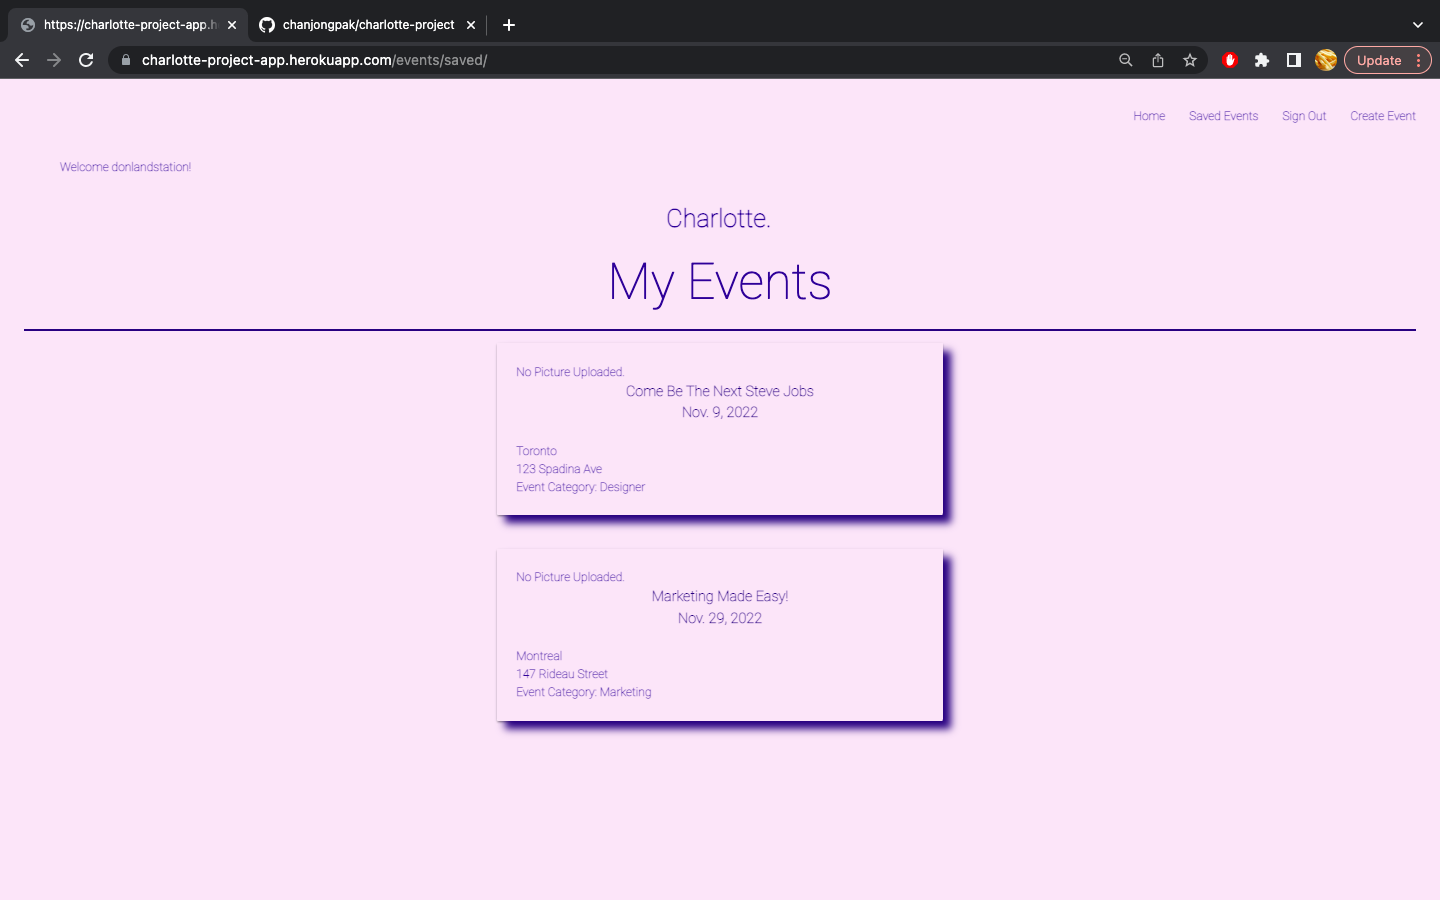 https://charlotte-project-app.h
chanjongpak/charlotte-project
charlotte-project-app.herokuapp.com/events/saved/
Update
Home
Saved Events
Sign Out
Create Event
Welcome donlandstation!
Charlotte.
My Events
No Picture Uploaded.
Come Be The Next Steve Jobs
Nov. 9, 2022
Toronto
123 Spadina Ave
Event Category: Designer
No Picture Uploaded.
Marketing Made Easy!
Nov. 29, 2022
Montreal
147 Rideau Street
Event Category: Marketing